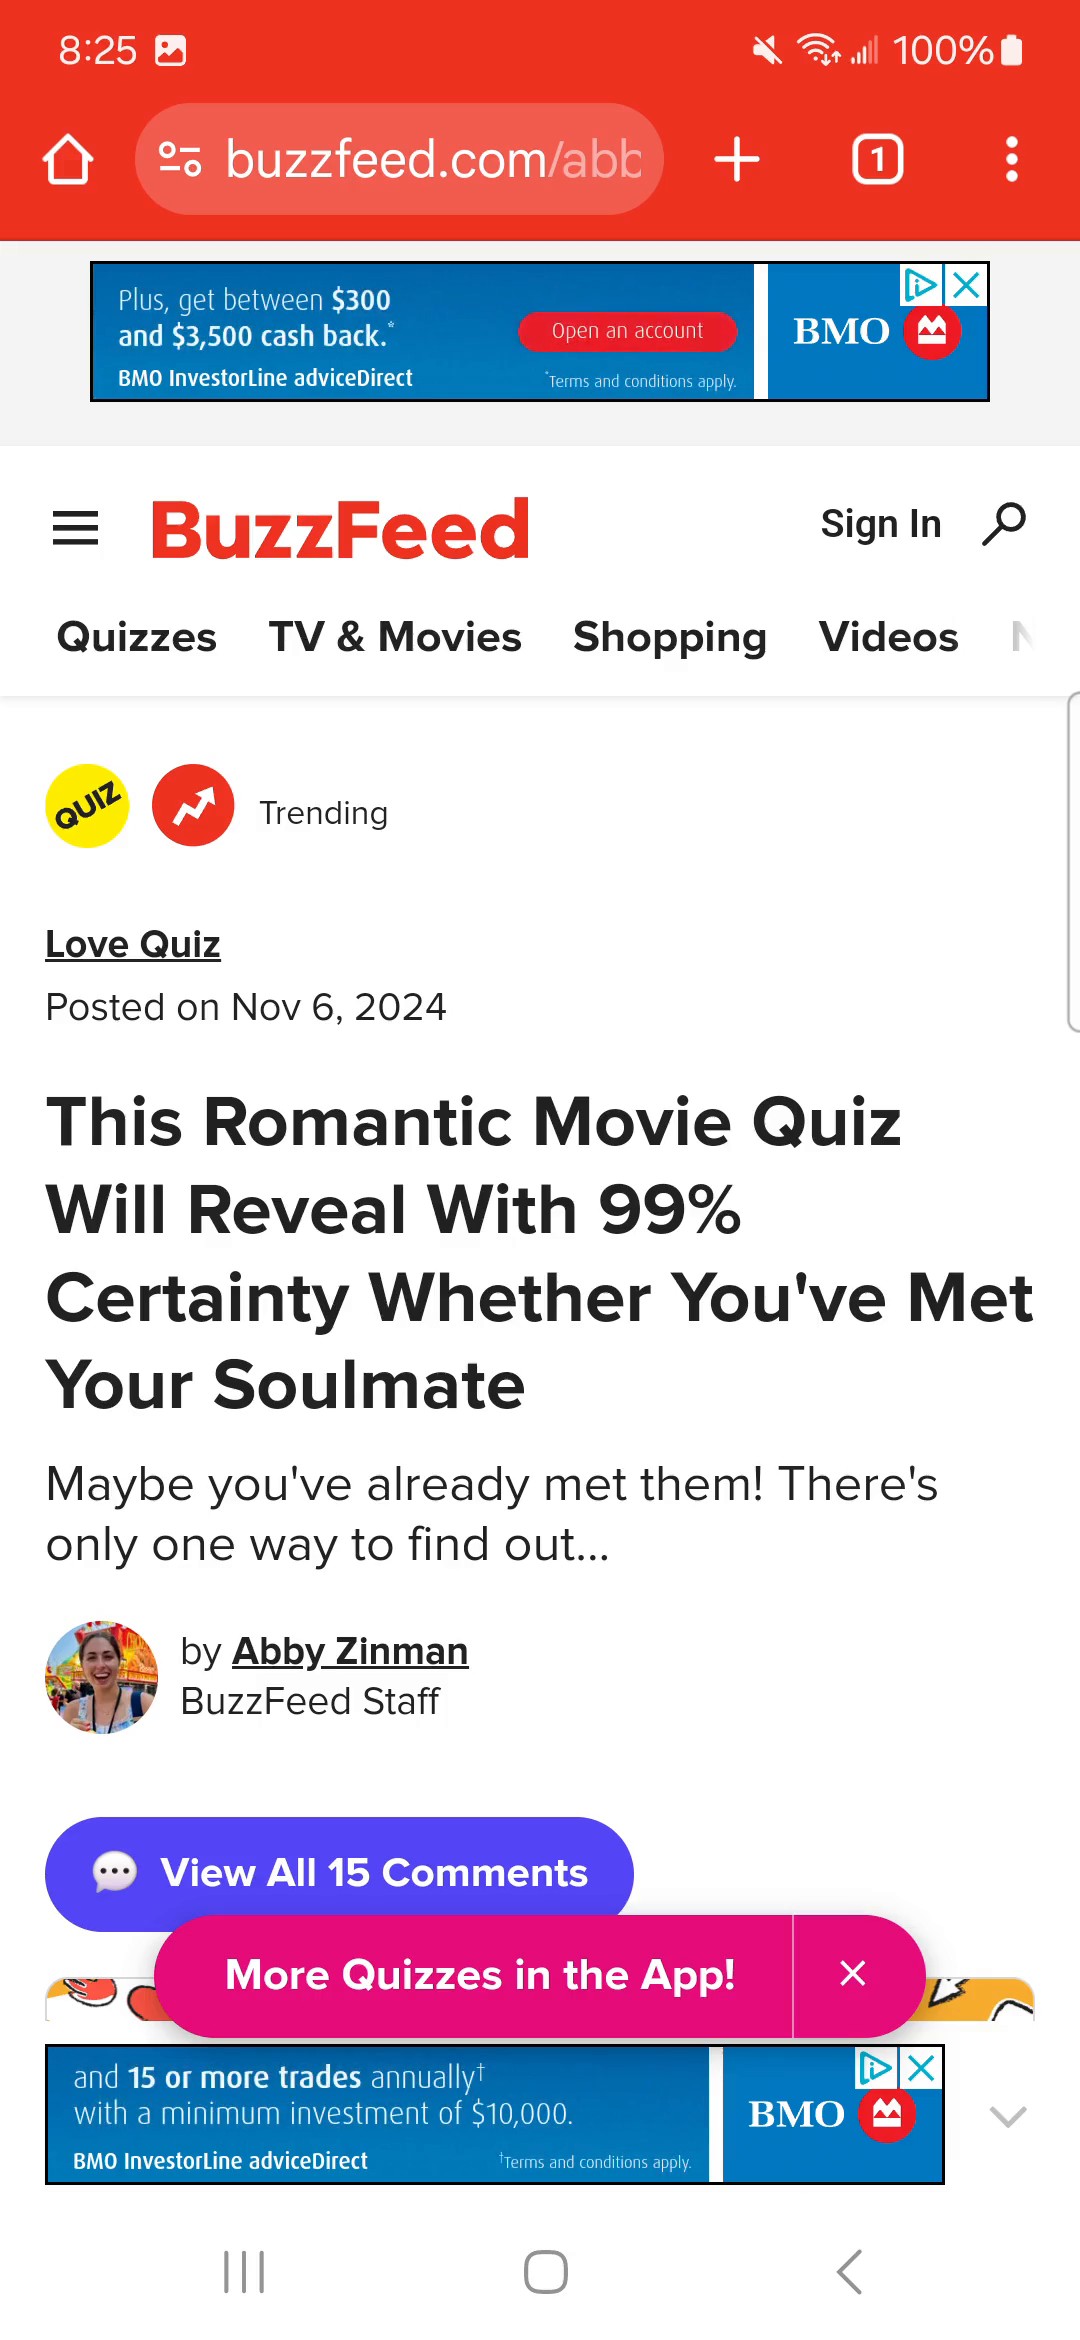 8:25
100%
buzzfeed.com/abb
1
Plus, get between $300
and $3,500 cash back.*
BMO InvestorLine adviceDirect
Open an account
*Terms and conditions apply.
BMO
BuzzFeed
Sign In
Quizzes TV & Movies Shopping Videos N
QUIZ
Trending
Love Quiz
Posted on Nov 6, 2024
This Romantic Movie Quiz
Will Reveal With 99%
Certainty Whether You've Met
Your Soulmate
Maybe you've already met them! There's
only one way to find out...
by Abby Zinman
BuzzFeed Staff
View All 15 Comments
More Quizzes in the App!
and 15 or more trades annually†
with a minimum investment of $10,000.
BMO InvestorLine adviceDirect
†Terms and conditions apply.
BMO